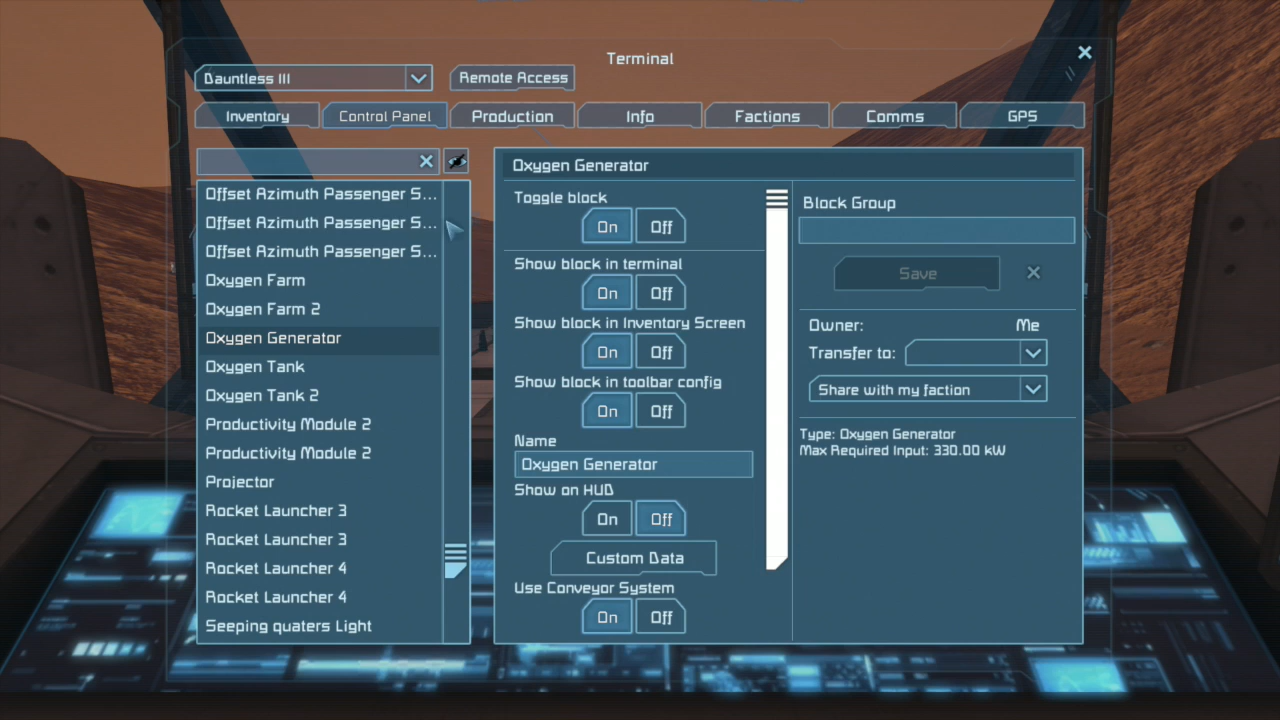 Terminal
Dauntless III
Remote Access
Inventory
Control Panel
Production
Info
Factions
Comms
GPS
Offset Azimuth Passenger S...
Offset Azimuth Passenger S...
Offset Azimuth Passenger S...
Oxygen Farm
Oxygen Farm 2
Oxygen Generator
Oxygen Tank
Oxygen Tank 2
Productivity Module 2
Productivity Module 2
Projector
Rocket Launcher 3
Rocket Launcher 3
Rocket Launcher 4
Rocket Launcher 4
Seeping quaters Light
Oxygen Generator
Toggle block
On Off
Show block in terminal
On Off
Show block in Inventory Screen
On Off
Show block in toolbar config
On Off
Name
Oxygen Generator
Show on HUD
On Off
Custom Data
Use Conveyor System
On Off
Block Group
Save
Owner: Me
Transfer to:
Share with my faction
Type: Oxygen Generator
Max Required Input: 330.00 kW